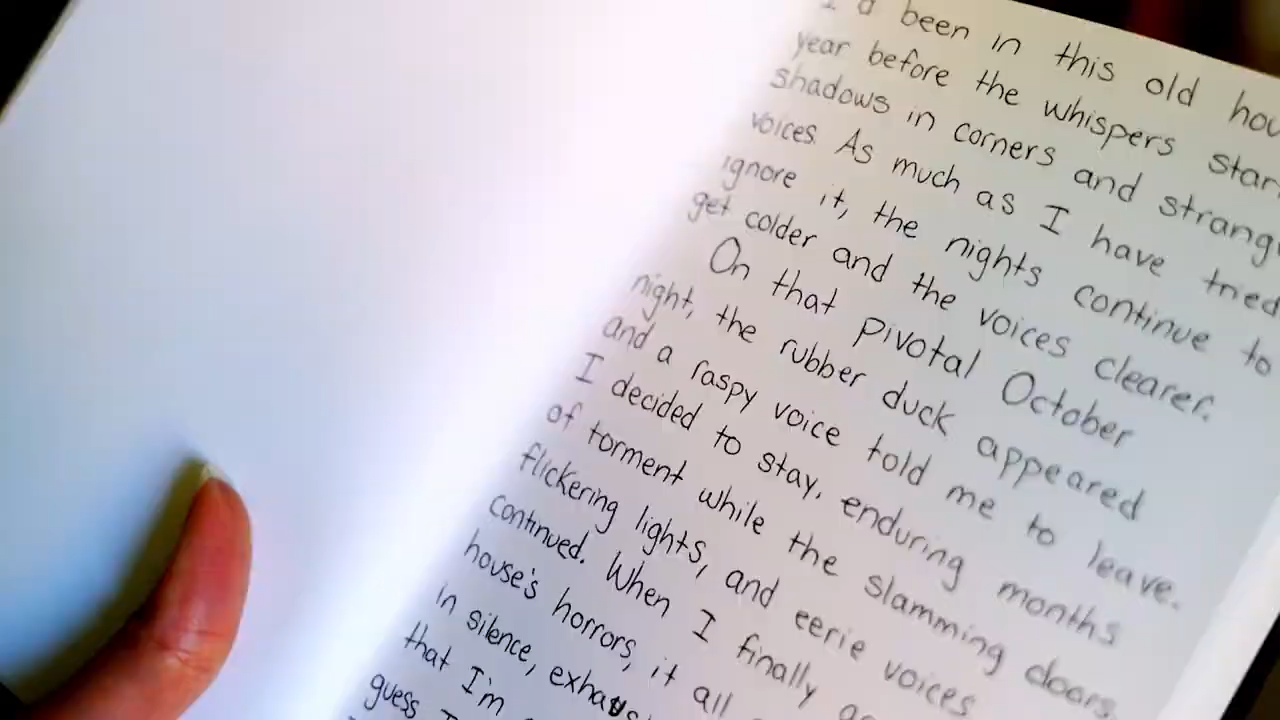 I'd been in this old hou
year before the whispers star
shadows in corners and strang
voices. As much as I have tried
ignore it, the nights continue to
get colder and the voices clearer.
On that pivotal October
night, the rubber duck appeared
and a raspy voice told me to leave.
I decided to stay, enduring months
of torment while the slamming doors,
flickering lights, and eerie voices
continued. When I finally
house's horrors, it all
in silence, exhaus
that I'm
guess I